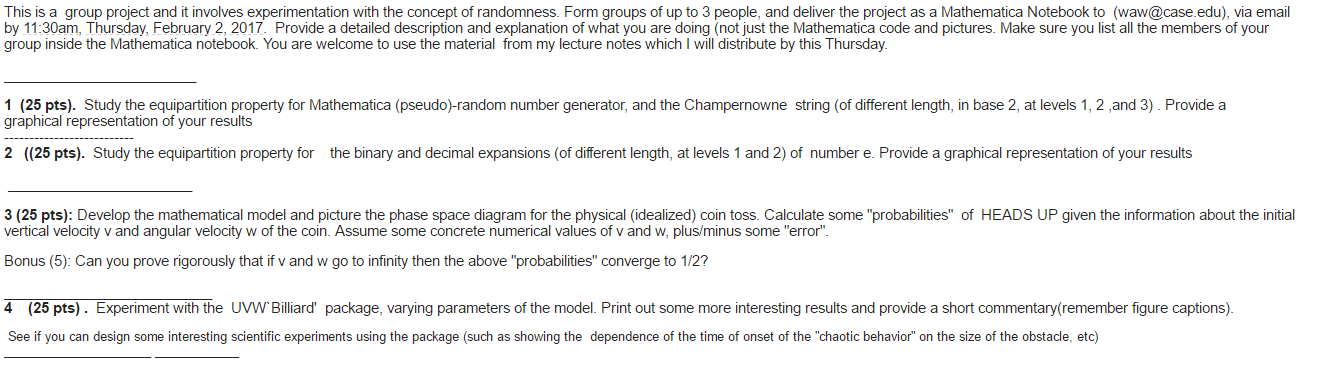 This is a  group project and it involves experimentation with the concept of randomness. Form groups of up to 3 people, and deliver the project as a Mathematica Notebook to  (waw@case.edu), via email
by 11:30am, Thursday, February 2, 2017.  Provide a detailed description and explanation of what you are doing (not just the Mathematica code and pictures. Make sure you list all the members of your
group inside the Mathematica notebook. You are welcome to use the material  from my lecture notes which I will distribute by this Thursday.
1  (25 pts).  Study the equipartition property for Mathematica (pseudo)-random number generator, and the Champernowne  string (of different length, in base 2, at levels 1, 2 ,and 3) . Provide a
graphical representation of your results
2  ((25 pts).  Study the equipartition property for    the binary and decimal expansions (of different length, at levels 1 and 2) of  number e. Provide a graphical representation of your results
3 (25 pts): Develop the mathematical model and picture the phase space diagram for the physical (idealized) coin toss. Calculate some "probabilities"  of  HEADS UP given the information about the initial
vertical velocity v and angular velocity w of the coin. Assume some concrete numerical values of v and w, plus/minus some "error".
Bonus (5): Can you prove rigorously that if v and w go to infinity then the above "probabilities" converge to 1/2?
4   (25 pts) .  Experiment with the  UVW`Billiard'  package, varying parameters of the model. Print out some more interesting results and provide a short commentary(remember figure captions).
See if you can design some interesting scientific experiments using the package (such as showing the  dependence of the time of onset of the "chaotic behavior" on the size of the obstacle, etc)